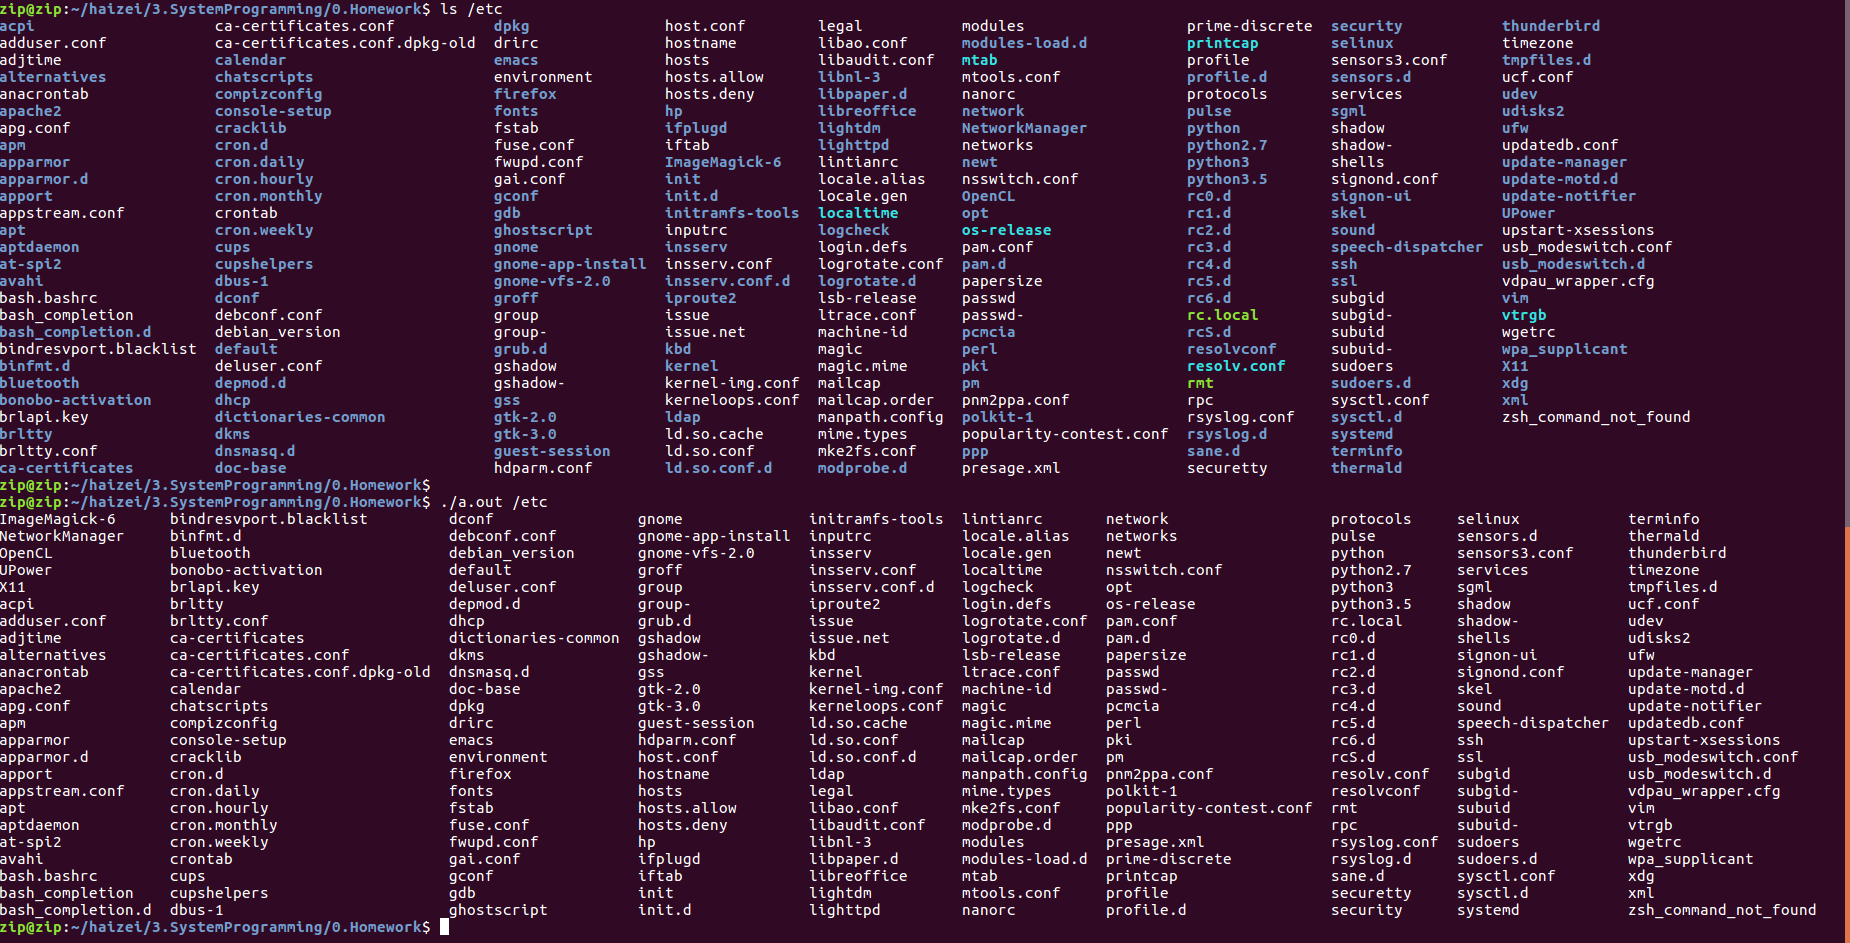 zip@zip:~/haizei/3.SystemProgramming/0.Homework$ ls /etc
acpi ca-certificates.conf dpkg host.conf legal modules prime-discrete security thunderbird
adduser.conf ca-certificates.conf.dpkg-old drirc hostname libao.conf modules-load.d printcap selinux timezone
adjtime calendar emacs hosts libaudit.conf mtab profile sensors3.conf tmpfiles.d
alternatives chatscripts environment hosts.allow libnl-3 mtools.conf profile.d sensors.d ucf.conf
anacrontab compizconfig firefox hosts.deny libpaper.d nanorc protocols services udev
apache2 console-setup fonts hp libreoffice network pulse sgml udisks2
apg.conf cracklib fstab ifplugd lightdm NetworkManager python shadow ufw
apm cron.d fuse.conf iftab lighttpd networks python2.7 shadow- updatedb.conf
apparmor cron.daily fwupd.conf ImageMagick-6 lintianrc newt python3 shells update-manager
apparmor.d cron.hourly gai.conf init locale.alias nsswitch.conf python3.5 signond.conf update-motd.d
apport cron.monthly gconf init.d locale.gen OpenCL rc0.d signon-ui update-notifier
appstream.conf crontab gdb initramfs-tools localtime opt rc1.d skel UPower
apt cron.weekly ghostscript inputrc logcheck os-release rc2.d sound upstart-xsessions
aptdaemon cups gnome insserv login.defs pam.conf rc3.d speech-dispatcher usb_modeswitch.conf
at-spi2 cupshelpers gnome-app-install insserv.conf logrotate.conf pam.d rc4.d ssh usb_modeswitch.d
avahi dbus-1 gnome-vfs-2.0 insserv.conf.d logrotate.d papersize rc5.d ssl vdpau_wrapper.cfg
bash.bashrc dconf groff iproute2 lsb-release passwd rc6.d subgid vim
bash_completion debconf.conf group issue ltrace.conf passwd- rc.local subgid- vtrgb
bash_completion.d debian_version group- issue.net machine-id pcmcia rcS.d subuid wgetrc
bindresvport.blacklist default grub.d kbd magic perl resolvconf subuid- wpa_supplicant
binfmt.d deluser.conf gshadow kernel magic.mime pki resolv.conf sudoers X11
bluetooth depmod.d gshadow- kernel-img.conf mailcap pm rmt sudoers.d xdg
bonobo-activation dhcp gss kerneloops.conf mailcap.order pnm2ppa.conf rpc sysctl.conf xml
brlapi.key dictionaries-common gtk-2.0 ldap manpath.config polkit-1 rsyslog.conf sysctl.d zsh_command_not_found
brltty dkms gtk-3.0 ld.so.cache mime.types popularity-contest.conf rsyslog.d systemd
brltty.conf dnsmasq.d guest-session ld.so.conf mke2fs.conf ppp sane.d terminfo
ca-certificates doc-base hdparm.conf ld.so.conf.d modprobe.d presage.xml securetty thermald
zip@zip:~/haizei/3.SystemProgramming/0.Homework$
zip@zip:~/haizei/3.SystemProgramming/0.Homework$ ./a.out /etc
ImageMagick-6 bindresvport.blacklist dconf gnome initramfs-tools lintianrc network protocols selinux terminfo
NetworkManager binfmt.d debconf.conf gnome-app-install inputrc locale.alias networks pulse sensors.d thermald
OpenCL bluetooth debian_version gnome-vfs-2.0 insserv locale.gen newt python sensors3.conf thunderbird
UPower bonobo-activation default groff insserv.conf localtime nsswitch.conf python2.7 services timezone
X11 brlapi.key deluser.conf group insserv.conf.d logcheck opt python3 sgml tmpfiles.d
acpi brltty depmod.d group- iproute2 login.defs os-release python3.5 shadow ucf.conf
adduser.conf brltty.conf dhcp grub.d issue logrotate.conf pam.conf rc.local shadow- udev
adjtime ca-certificates dictionaries-common gshadow issue.net logrotate.d pam.d rc0.d shells udisks2
alternatives ca-certificates.conf dkms gshadow- kbd lsb-release papersize rc1.d signon-ui ufw
anacrontab ca-certificates.conf.dpkg-old dnsmasq.d gss kernel ltrace.conf passwd rc2.d signond.conf update-manager
apache2 calendar doc-base gtk-2.0 kernel-img.conf machine-id passwd- rc3.d skel update-motd.d
apg.conf chatscripts dpkg gtk-3.0 kerneloops.conf magic pcmcia rc4.d sound update-notifier
apm compizconfig drirc guest-session ld.so.cache magic.mime perl rc5.d speech-dispatcher updatedb.conf
apparmor console-setup emacs hdparm.conf ld.so.conf mailcap pki rc6.d ssh upstart-xsessions
apparmor.d cracklib environment host.conf ld.so.conf.d mailcap.order pm rcS.d ssl usb_modeswitch.conf
apport cron.d firefox hostname ldap manpath.config pnm2ppa.conf resolv.conf subgid usb_modeswitch.d
appstream.conf cron.daily fonts hosts legal mime.types polkit-1 resolvconf subgid- vdpau_wrapper.cfg
apt cron.hourly fstab hosts.allow libao.conf mke2fs.conf popularity-contest.conf rmt subuid vim
aptdaemon cron.monthly fuse.conf hosts.deny libaudit.conf modprobe.d ppp rpc subuid- vtrgb
at-spi2 cron.weekly fwupd.conf hp libnl-3 modules presage.xml rsyslog.conf sudoers wgetrc
avahi crontab gai.conf ifplugd libpaper.d modules-load.d prime-discrete rsyslog.d sudoers.d wpa_supplicant
bash.bashrc cups gconf iftab libreoffice mtab printcap sane.d sysctl.conf xdg
bash_completion cupshelpers gdb init lightdm mtools.conf profile securetty sysctl.d xml
bash_completion.d dbus-1 ghostscript init.d lighttpd nanorc profile.d security systemd zsh_command_not_found
zip@zip:~/haizei/3.SystemProgramming/0.Homework$